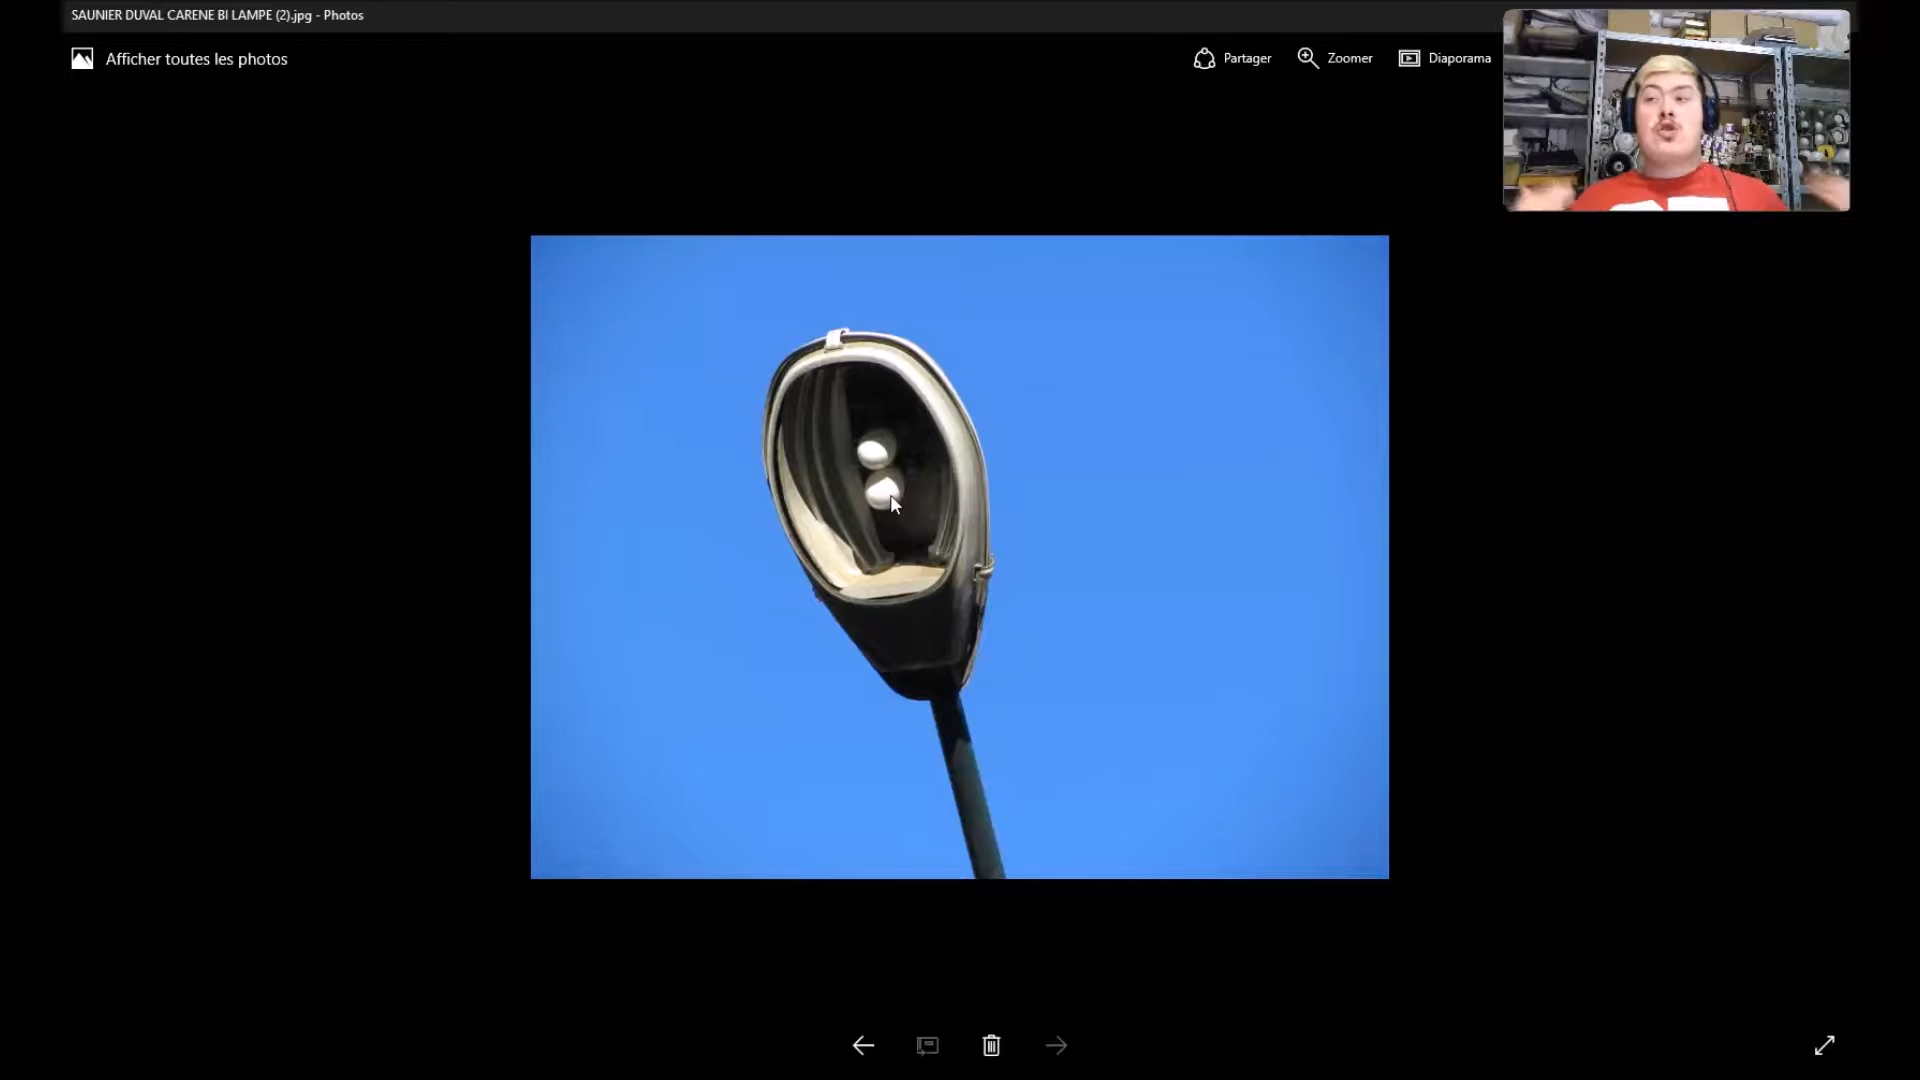 SAUNIER DUVAL CARENE BI LAMPE (2).jpg - Photos
Afficher toutes les photos
Partager
Zoomer
Diaporama